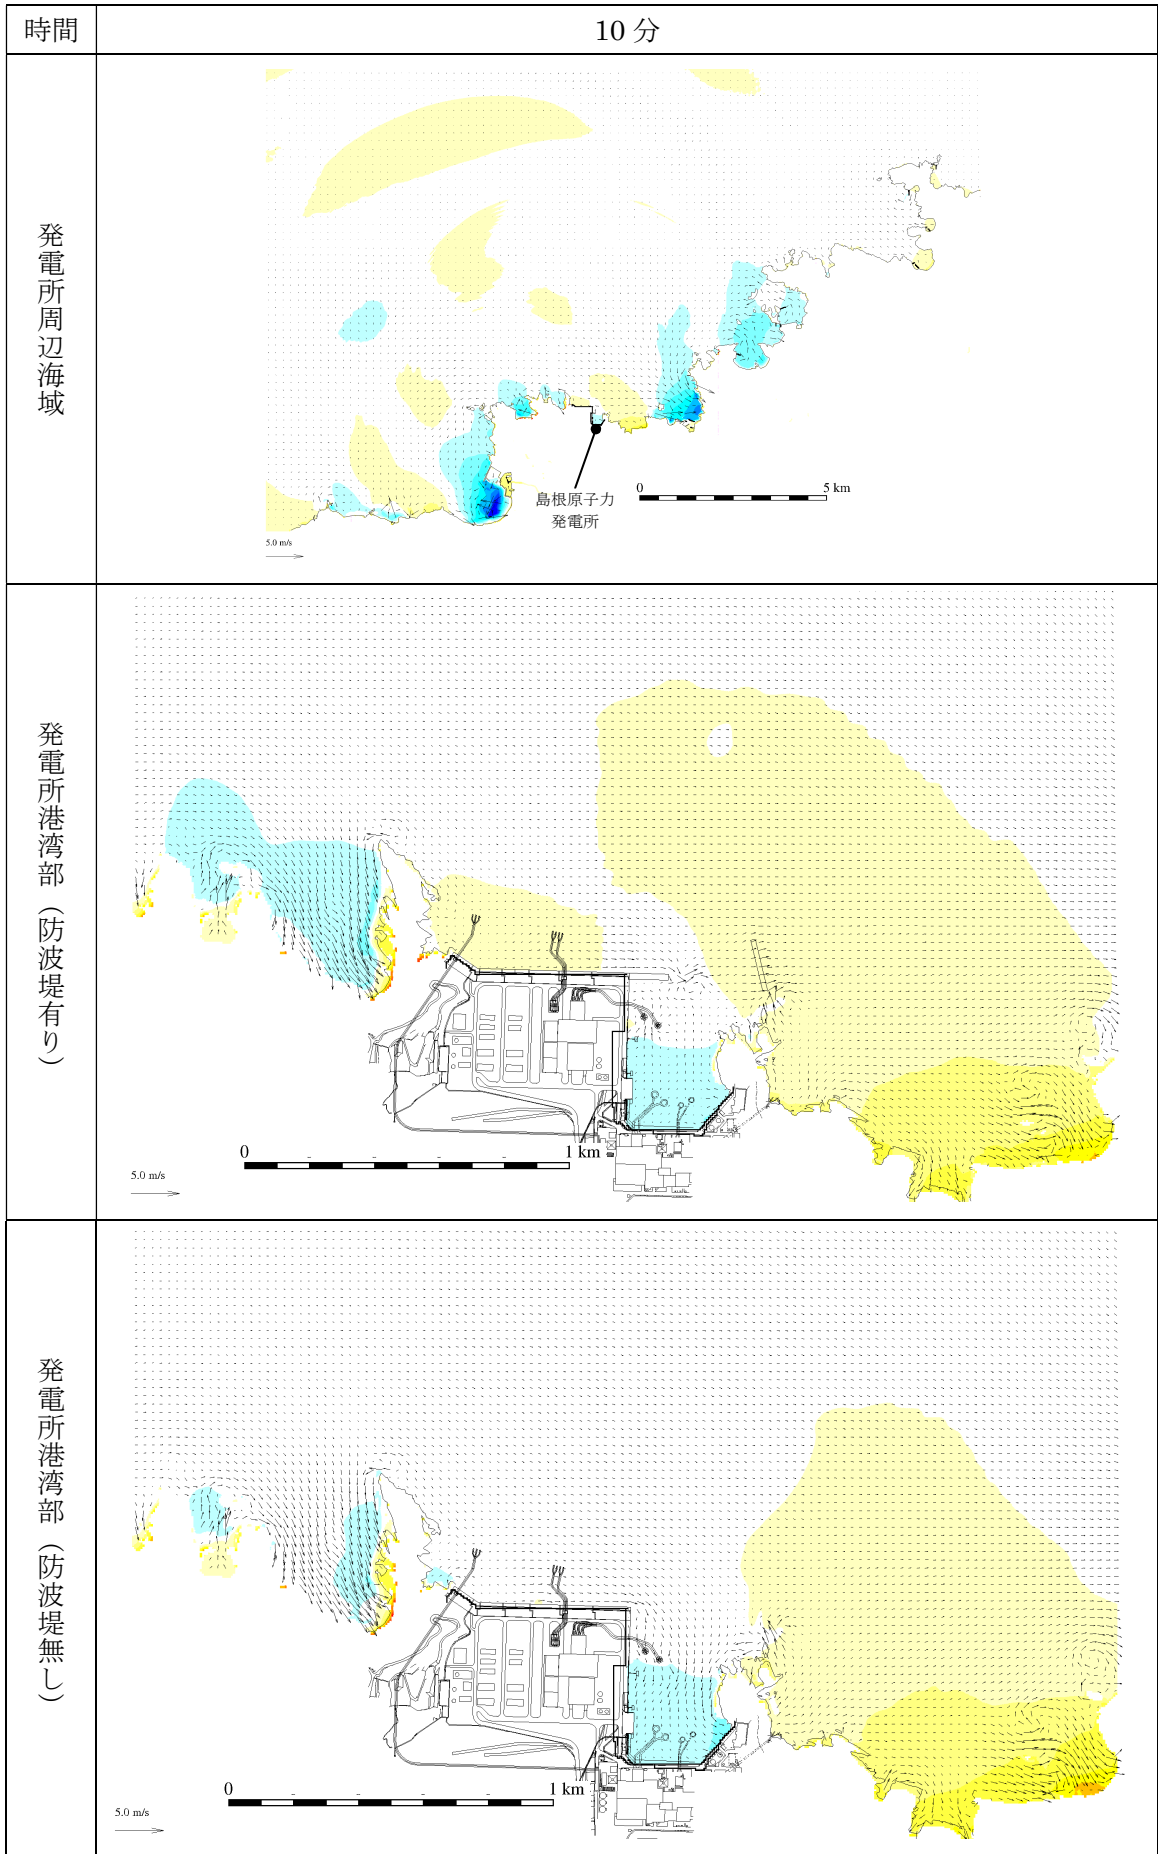 時間
10 分
発電所周辺海域
島根原子力
発電所
0 5 km
5.0 m/s
発電所港湾部（防波堤有り）
0 1 km
5.0 m/s
発電所港湾部（防波堤無し）
0 1 km
5.0 m/s